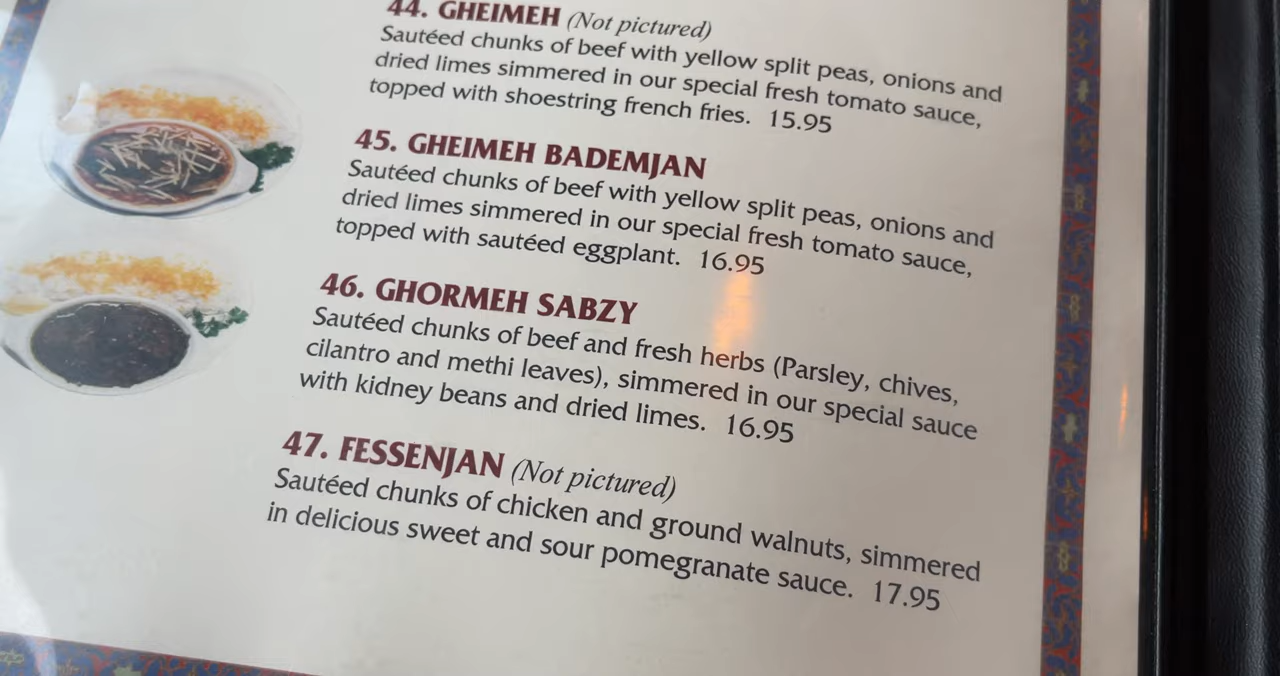 44. GHEIMEH (Not pictured)
Sautéed chunks of beef with yellow split peas, onions and
dried limes simmered in our special fresh tomato sauce,
topped with shoestring french fries. 15.95
45. GHEIMEH BADEMJAN
Sautéed chunks of beef with yellow split peas, onions and
dried limes simmered in our special fresh tomato sauce,
topped with sautéed eggplant. 16.95
46. GHORMEH SABZY
Sautéed chunks of beef and fresh herbs (Parsley, chives,
cilantro and methi leaves), simmered in our special sauce
with kidney beans and dried limes. 16.95
47. FESSENJAN (Not pictured)
Sautéed chunks of chicken and ground walnuts, simmered
in delicious sweet and sour pomegranate sauce. 17.95